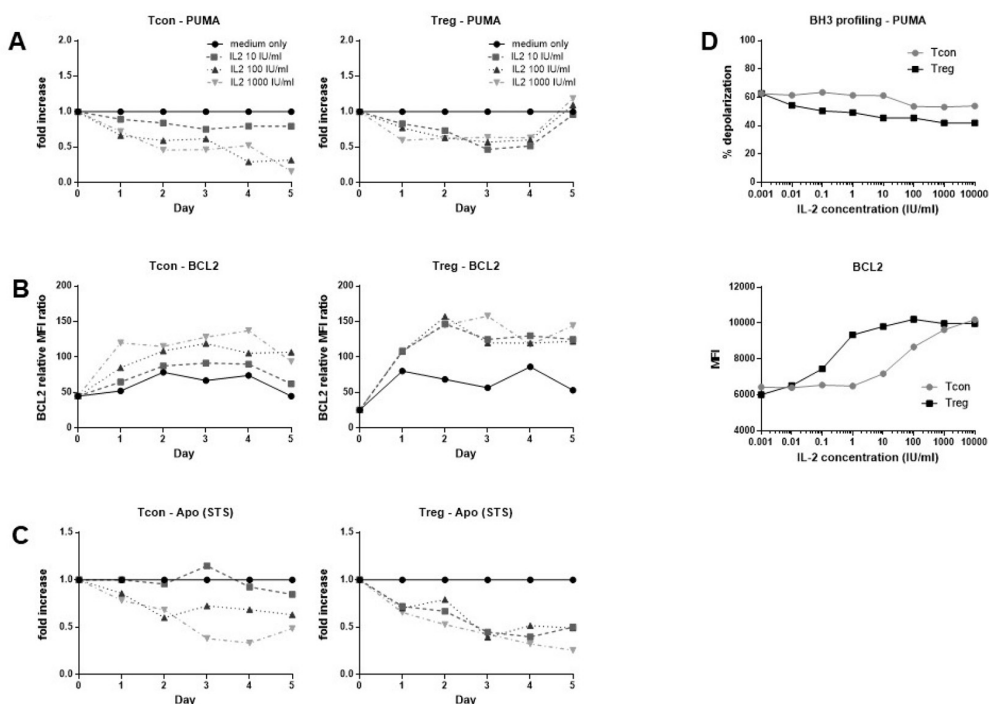 A
Tcon - PUMA
fold increase
2.0
1.5
1.0
0.5
0.0
0 1 2 3 4 5
Day
medium only
IL2 10 IU/ml
IL2 100 IU/ml
IL2 1000 IU/ml
Treg - PUMA
fold increase
2.0
1.5
1.0
0.5
0.0
0 1 2 3 4 5
Day
medium only
IL2 10 IU/ml
IL2 100 IU/ml
IL2 1000 IU/ml
D
BH3 profiling - PUMA
% depolarization
100
80
60
40
20
0
0.001 0.01 0.1 1 10 100 1000 10000
IL-2 concentration (IU/ml)
Tcon
Treg
B
Tcon - BCL2
BCL2 relative MFI ratio
200
150
100
50
0
0 1 2 3 4 5
Day
Treg - BCL2
BCL2 relative MFI ratio
200
150
100
50
0
0 1 2 3 4 5
Day
BCL2
MFI
12000
10000
8000
6000
4000
0.001 0.01 0.1 1 10 100 1000 10000
IL-2 concentration (IU/ml)
Tcon
Treg
C
Tcon - Apo (STS)
fold increase
1.5
1.0
0.5
0.0
0 1 2 3 4 5
Day
Treg - Apo (STS)
fold increase
1.5
1.0
0.5
0.0
0 1 2 3 4 5
Day